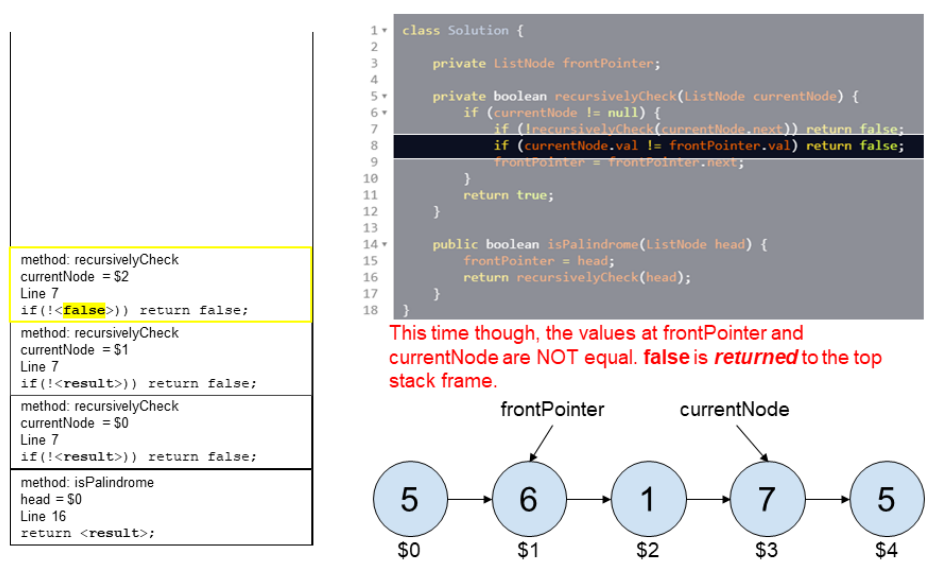 method: recursivelyCheck
currentNode = $2
Line 7
if(!<false>)) return false;
method: recursivelyCheck
currentNode = $1
Line 7
if(!<result>)) return false;
method: recursivelyCheck
currentNode = $0
Line 7
if(!<result>)) return false;
method: isPalindrome
head = $0
Line 16
return <result>;
1 class Solution {
2
3 private ListNode frontPointer;
4
5 private boolean recursivelyCheck(ListNode currentNode) {
6 if (currentNode != null) {
7 if (!recursivelyCheck(currentNode.next)) return false;
8 if (currentNode.val != frontPointer.val) return false;
9 frontPointer = frontPointer.next;
10 }
11 return true;
12 }
13
14 public boolean isPalindrome(ListNode head) {
15 frontPointer = head;
16 return recursivelyCheck(head);
17 }
18 }
This time though, the values at frontPointer and
currentNode are NOT equal. false is returned to the top
stack frame.
frontPointer currentNode
5 6 1 7 5
$0 $1 $2 $3 $4